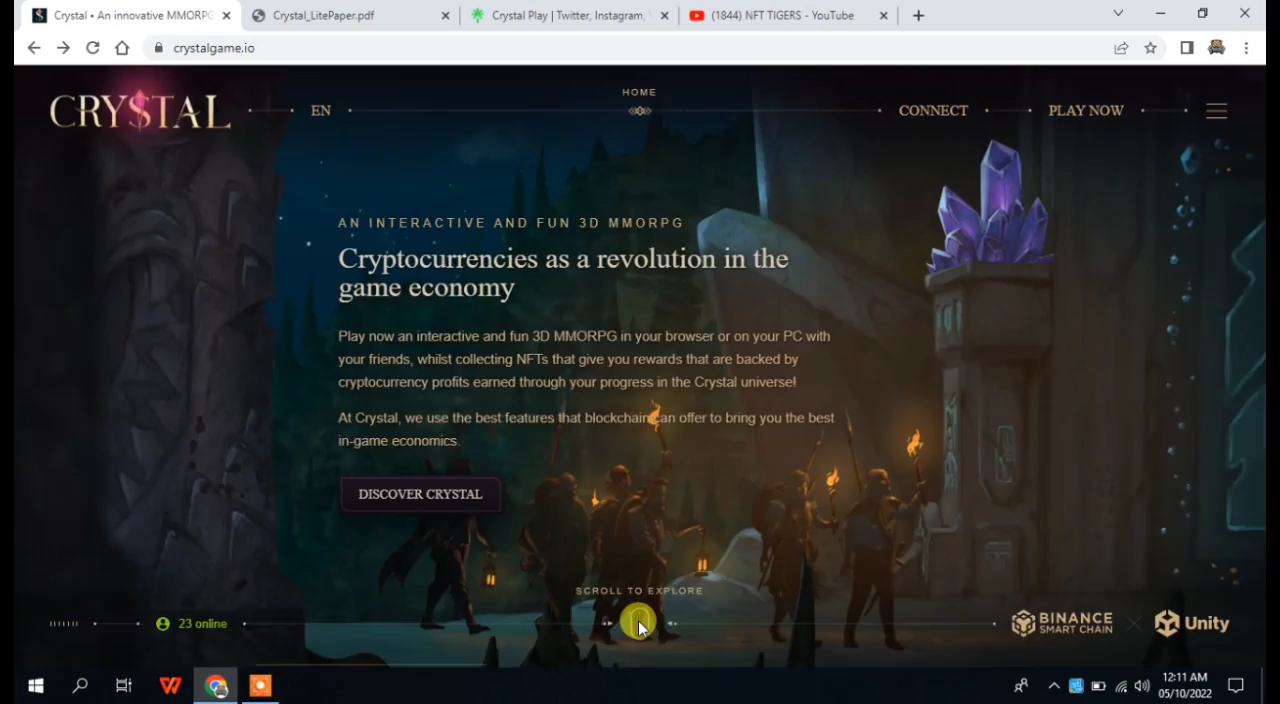 Crystal • An innovative MMORPG
Crystal_LitePaper.pdf
Crystal Play | Twitter, Instagram,
(1844) NFT TIGERS - YouTube
crystalgame.io
CRYSTAL
EN
HOME
CONNECT
PLAY NOW
AN INTERACTIVE AND FUN 3D MMORPG
Cryptocurrencies as a revolution in the
game economy
Play now an interactive and fun 3D MMORPG in your browser or on your PC with
your friends, whilst collecting NFTs that give you rewards that are backed by
cryptocurrency profits earned through your progress in the Crystal universe!
At Crystal, we use the best features that blockchain can offer to bring you the best
in-game economics.
DISCOVER CRYSTAL
SCROLL TO EXPLORE
23 online
BINANCE
SMART CHAIN
Unity
12:11 AM
05/10/2022